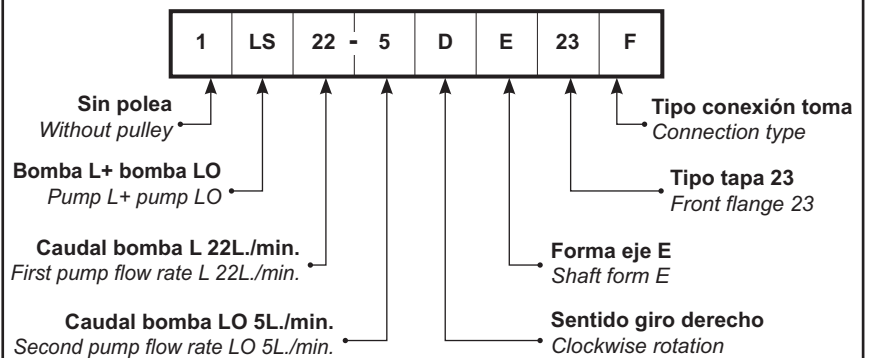 1 LS 22 - 5 D E 23 F
Sin polea
Without pulley
Bomba L+ bomba LO
Pump L+ pump LO
Caudal bomba L 22L./min.
First pump flow rate L 22L./min.
Caudal bomba LO 5L./min.
Second pump flow rate LO 5L./min.
Tipo conexión toma
Connection type
Tipo tapa 23
Front flange 23
Forma eje E
Shaft form E
Sentido giro derecho
Clockwise rotation